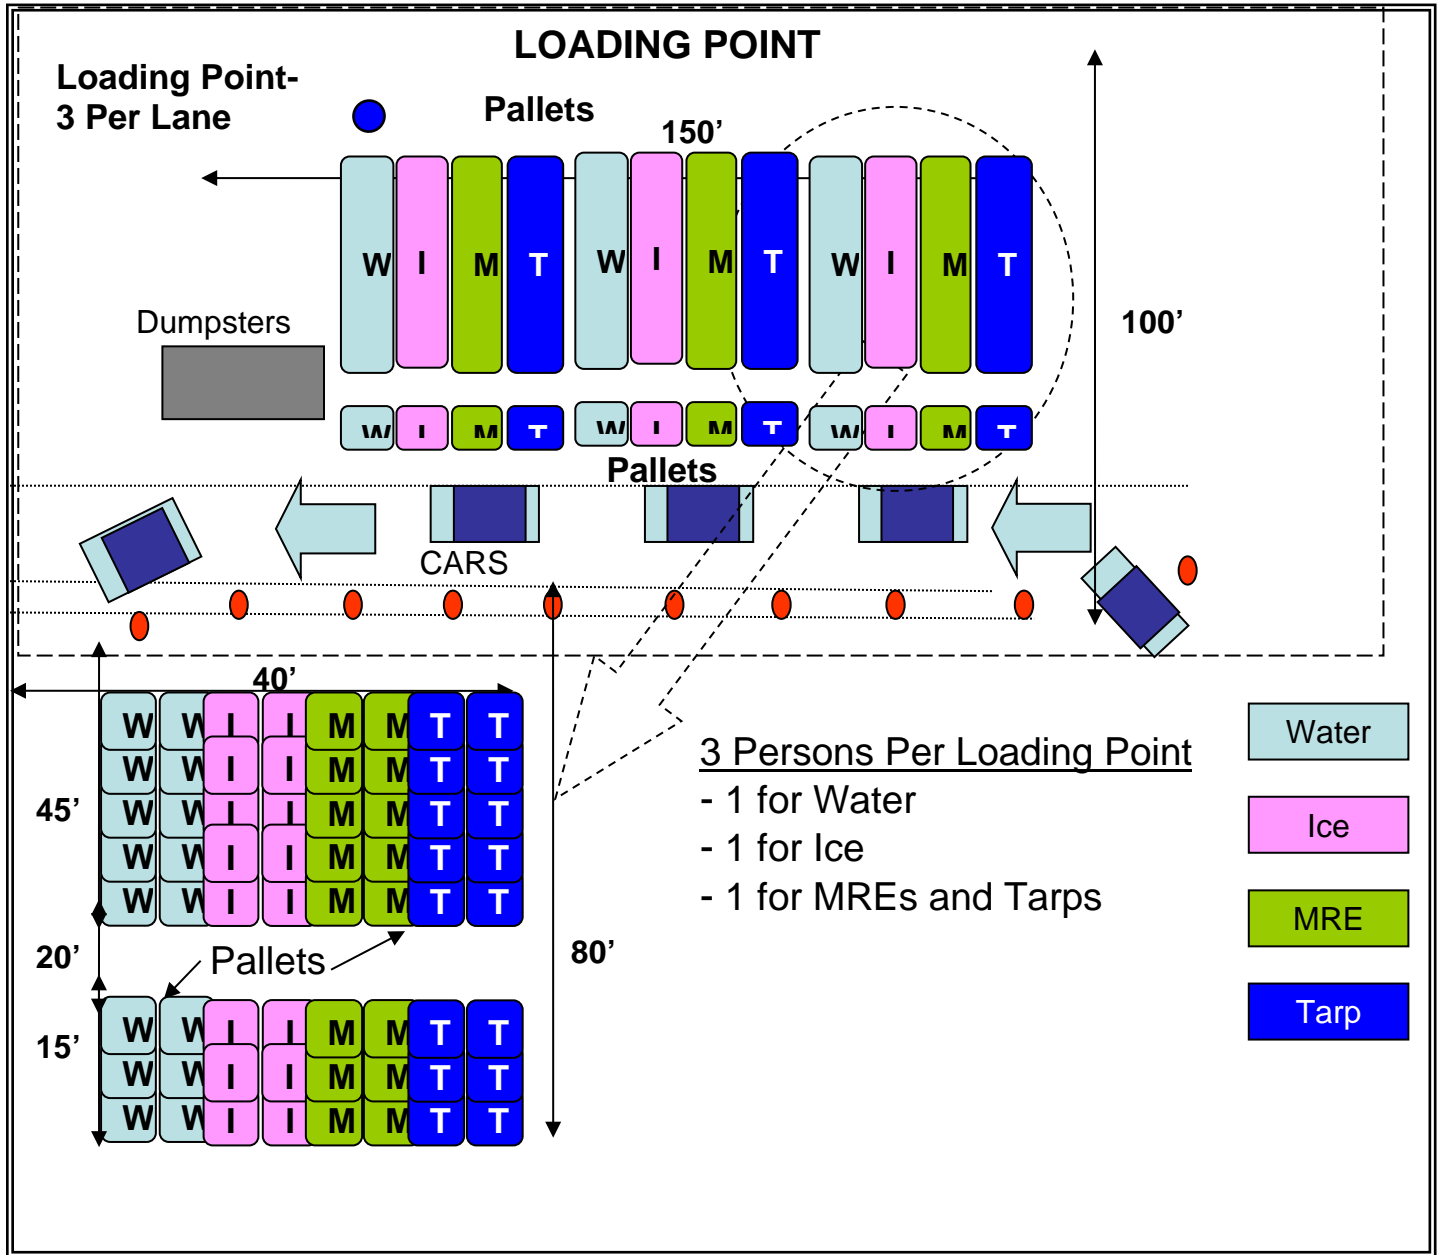 LOADING POINT
Loading Point-
3 Per Lane
Pallets
150’
W I M T W I M T W I M T
100’
Dumpsters
W I M T W I M T W I M T
Pallets
CARS
40’
W W I I M M T T
W W I I M M T T
W W I I M M T T
W W I I M M T T
W W I I M M T T
45’
20’
Pallets
80’
W W I I M M T T
W W I I M M T T
W W I I M M T T
15’
3 Persons Per Loading Point
- 1 for Water
- 1 for Ice
- 1 for MREs and Tarps
Water
Ice
MRE
Tarp